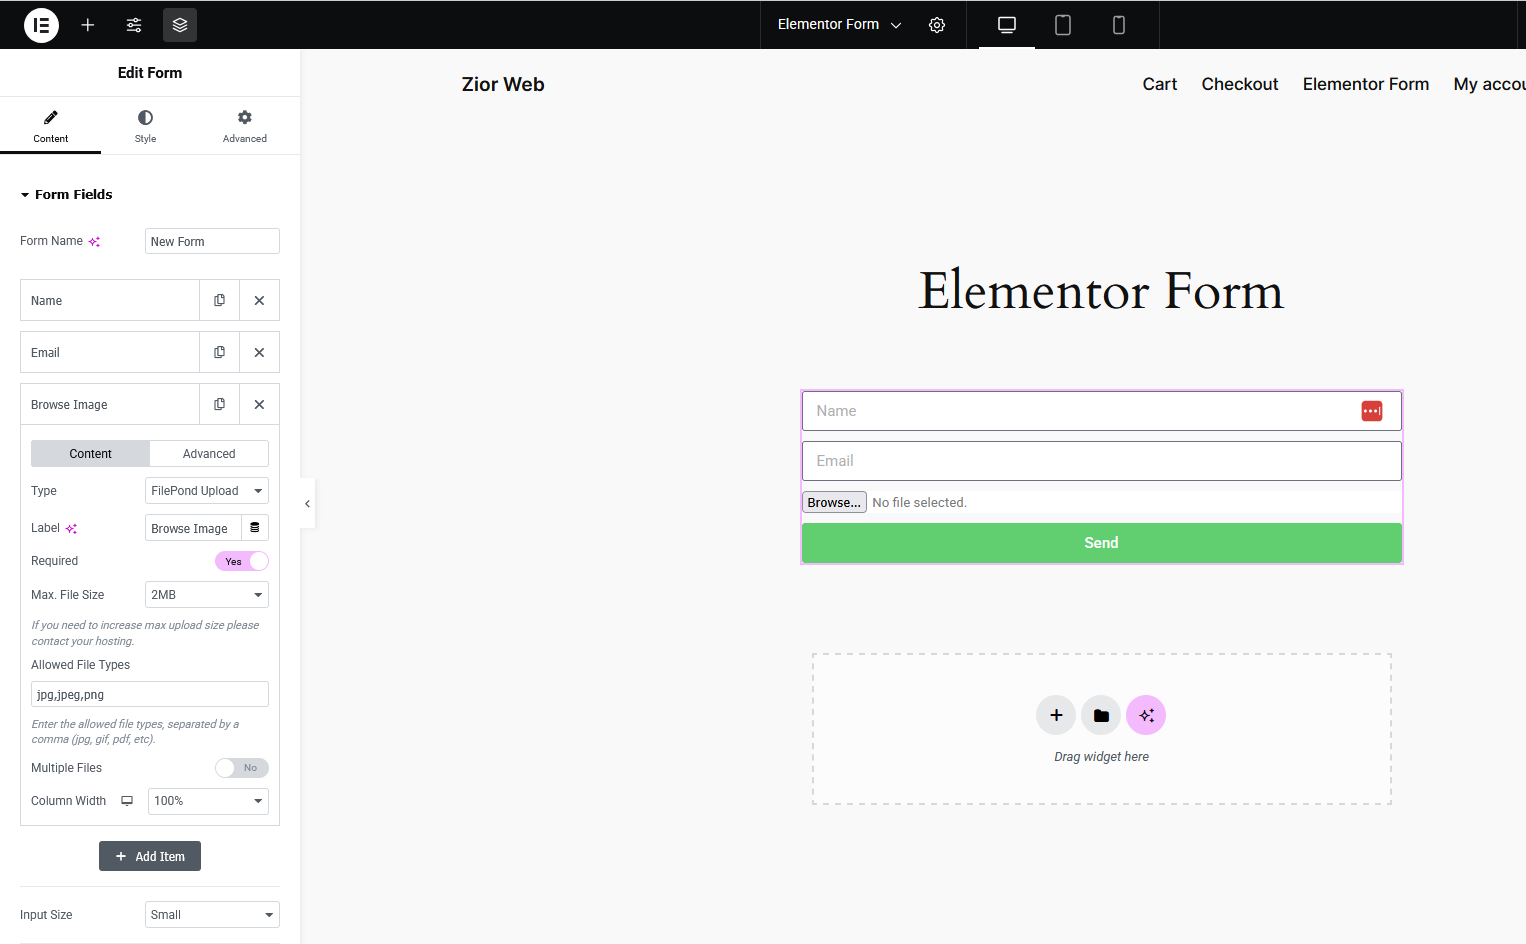 Elementor Form
Edit Form
Content
Style
Advanced
Form Fields
Form Name
New Form
Name
Email
Browse Image
Content
Advanced
Type
FilePond Upload
Label
Browse Image
Required
Yes
Max. File Size
2MB
If you need to increase max upload size please
contact your hosting.
Allowed File Types
jpg,jpeg,png
Enter the allowed file types, separated by a
comma (jpg, gif, pdf, etc).
Multiple Files
No
Column Width
100%
Add Item
Input Size
Small
Zior Web
Cart
Checkout
Elementor Form
My accou
Elementor Form
Name
Email
Browse...
No file selected.
Send
Drag widget here